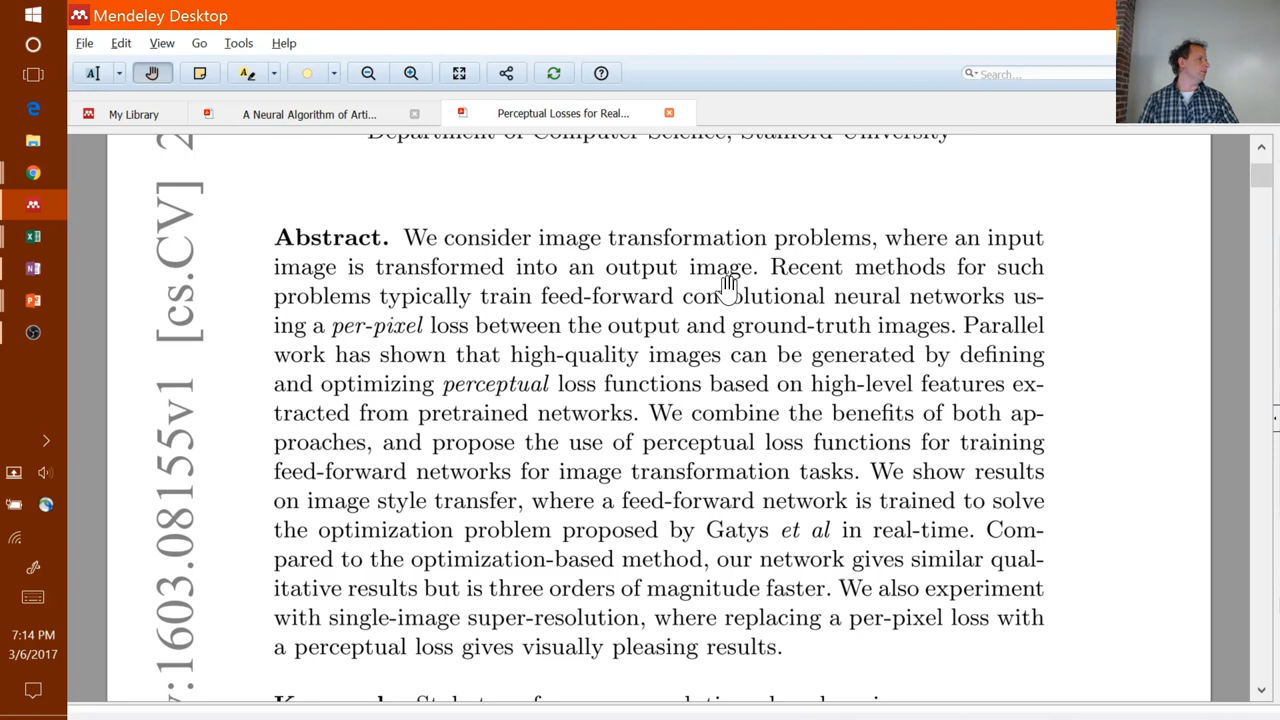 Mendeley Desktop
File Edit View Go Tools Help
Search...
My Library
A Neural Algorithm of Arti...
Perceptual Losses for Real...
Department of Computer Science, Stanford University
Abstract. We consider image transformation problems, where an input
image is transformed into an output image. Recent methods for such
problems typically train feed-forward convolutional neural networks us-
ing a per-pixel loss between the output and ground-truth images. Parallel
work has shown that high-quality images can be generated by defining
and optimizing perceptual loss functions based on high-level features ex-
tracted from pretrained networks. We combine the benefits of both ap-
proaches, and propose the use of perceptual loss functions for training
feed-forward networks for image transformation tasks. We show results
on image style transfer, where a feed-forward network is trained to solve
the optimization problem proposed by Gatys et al in real-time. Com-
pared to the optimization-based method, our network gives similar qual-
itative results but is three orders of magnitude faster. We also experiment
with single-image super-resolution, where replacing a per-pixel loss with
a perceptual loss gives visually pleasing results.
v:1603.08155v1 [cs.CV] 2
7:14 PM
3/6/2017